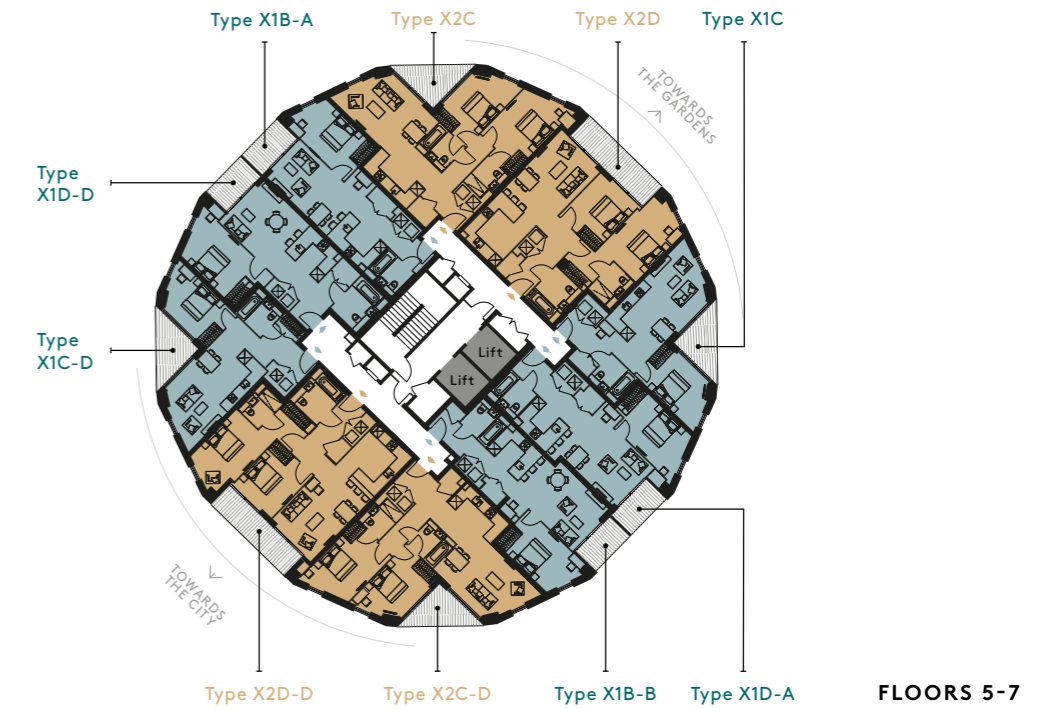 Type X1B-A
Type X2C
Type X2D
Type X1C
TOWARDS
THE GARDENS
Type
X1D-D
Type
X1C-D
Lift
Lift
TOWARDS
THE CITY
Type X2D-D
Type X2C-D
Type X1B-B
Type X1D-A
FLOORS 5-7